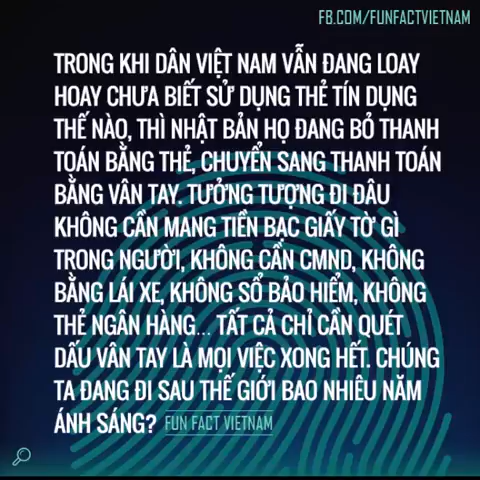 FB.COM/FUNFACTVIETNAM
TRONG KHI DÂN VIỆT NAM VẪN ĐANG LOAY
HOAY CHƯA BIẾT SỬ DỤNG THẺ TÍN DỤNG
THẾ NÀO, THÌ NHẬT BẢN HỌ ĐANG BỎ THANH
TOÁN BẰNG THẺ, CHUYỂN SANG THANH TOÁN
BẰNG VÂN TAY. TƯỞNG TƯỢNG ĐI ĐÂU
KHÔNG CẦN MANG TIỀN BẠC GIẤY TỜ GÌ
TRONG NGƯỜI, KHÔNG CẦN CMND, KHÔNG
BẰNG LÁI XE, KHÔNG SỔ BẢO HIỂM, KHÔNG
THẺ NGÂN HÀNG... TẤT CẢ CHỈ CẦN QUÉT
DẤU VÂN TAY LÀ MỌI VIỆC XONG HẾT. CHÚNG
TA ĐANG ĐI SAU THẾ GIỚI BAO NHIÊU NĂM
ÁNH SÁNG? FUN FACT VIETNAM